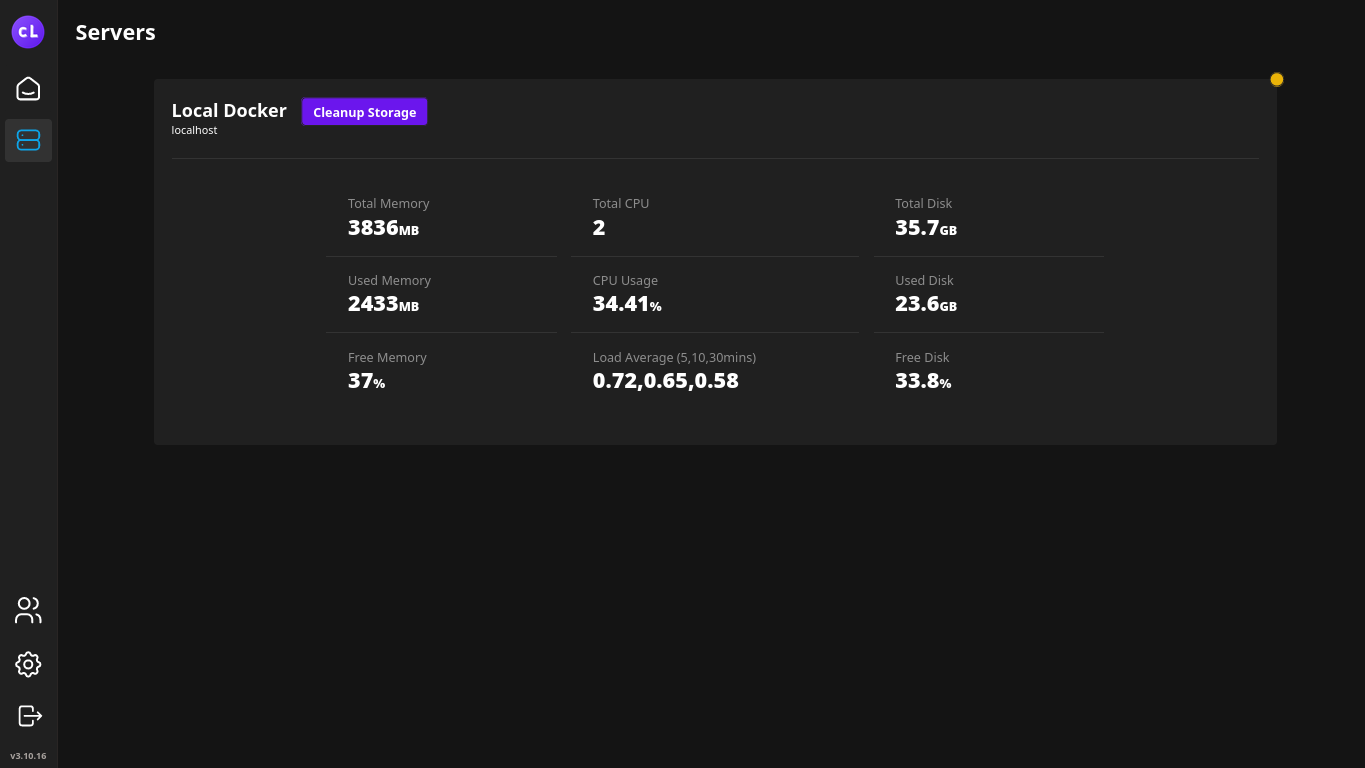 cL
Servers
Local Docker
Cleanup Storage
localhost
Total Memory
3836MB
Total CPU
2
Total Disk
35.7GB
Used Memory
2433MB
CPU Usage
34.41%
Used Disk
23.6GB
Free Memory
37%
Load Average (5,10,30mins)
0.72,0.65,0.58
Free Disk
33.8%
v3.10.16